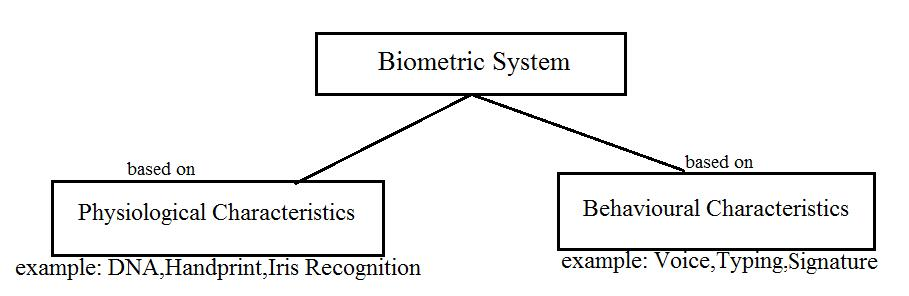 Biometric System
based on
based on
Physiological Characteristics
Behavioural Characteristics
example: DNA,Handprint,Iris Recognition
example: Voice,Typing,Signature